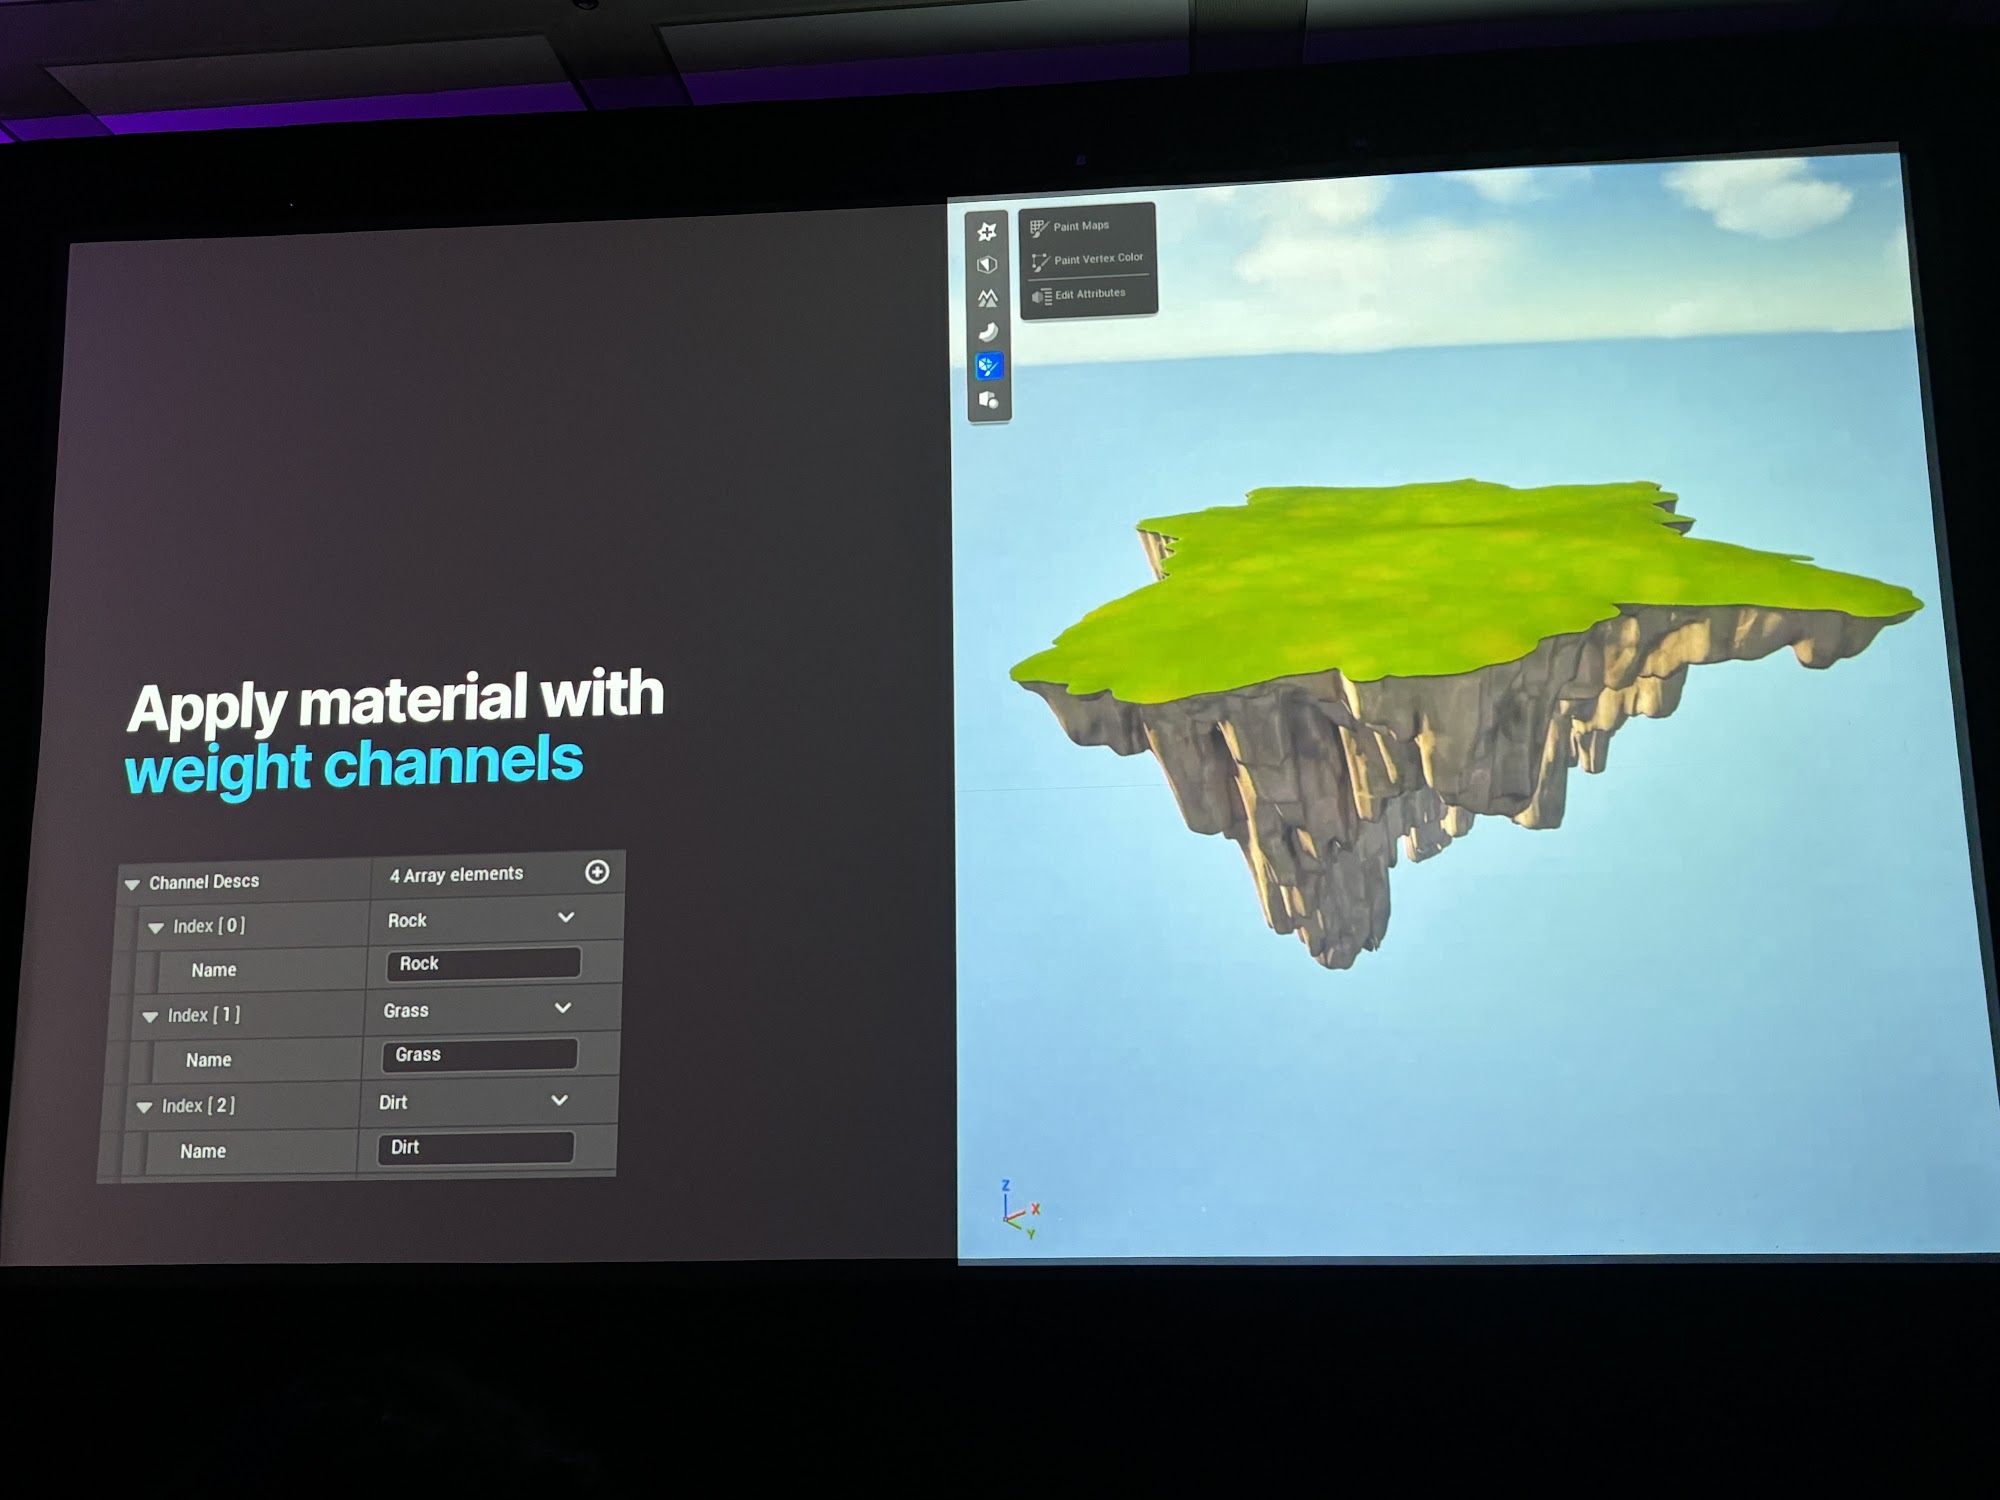 Apply material with
weight channels
Channel Descs 4 Array elements
Index [ 0 ] Rock
Name Rock
Index [ 1 ] Grass
Name Grass
Index [ 2 ] Dirt
Name Dirt
Paint Maps
Paint Vertex Color
Edit Attributes
Z
X
Y